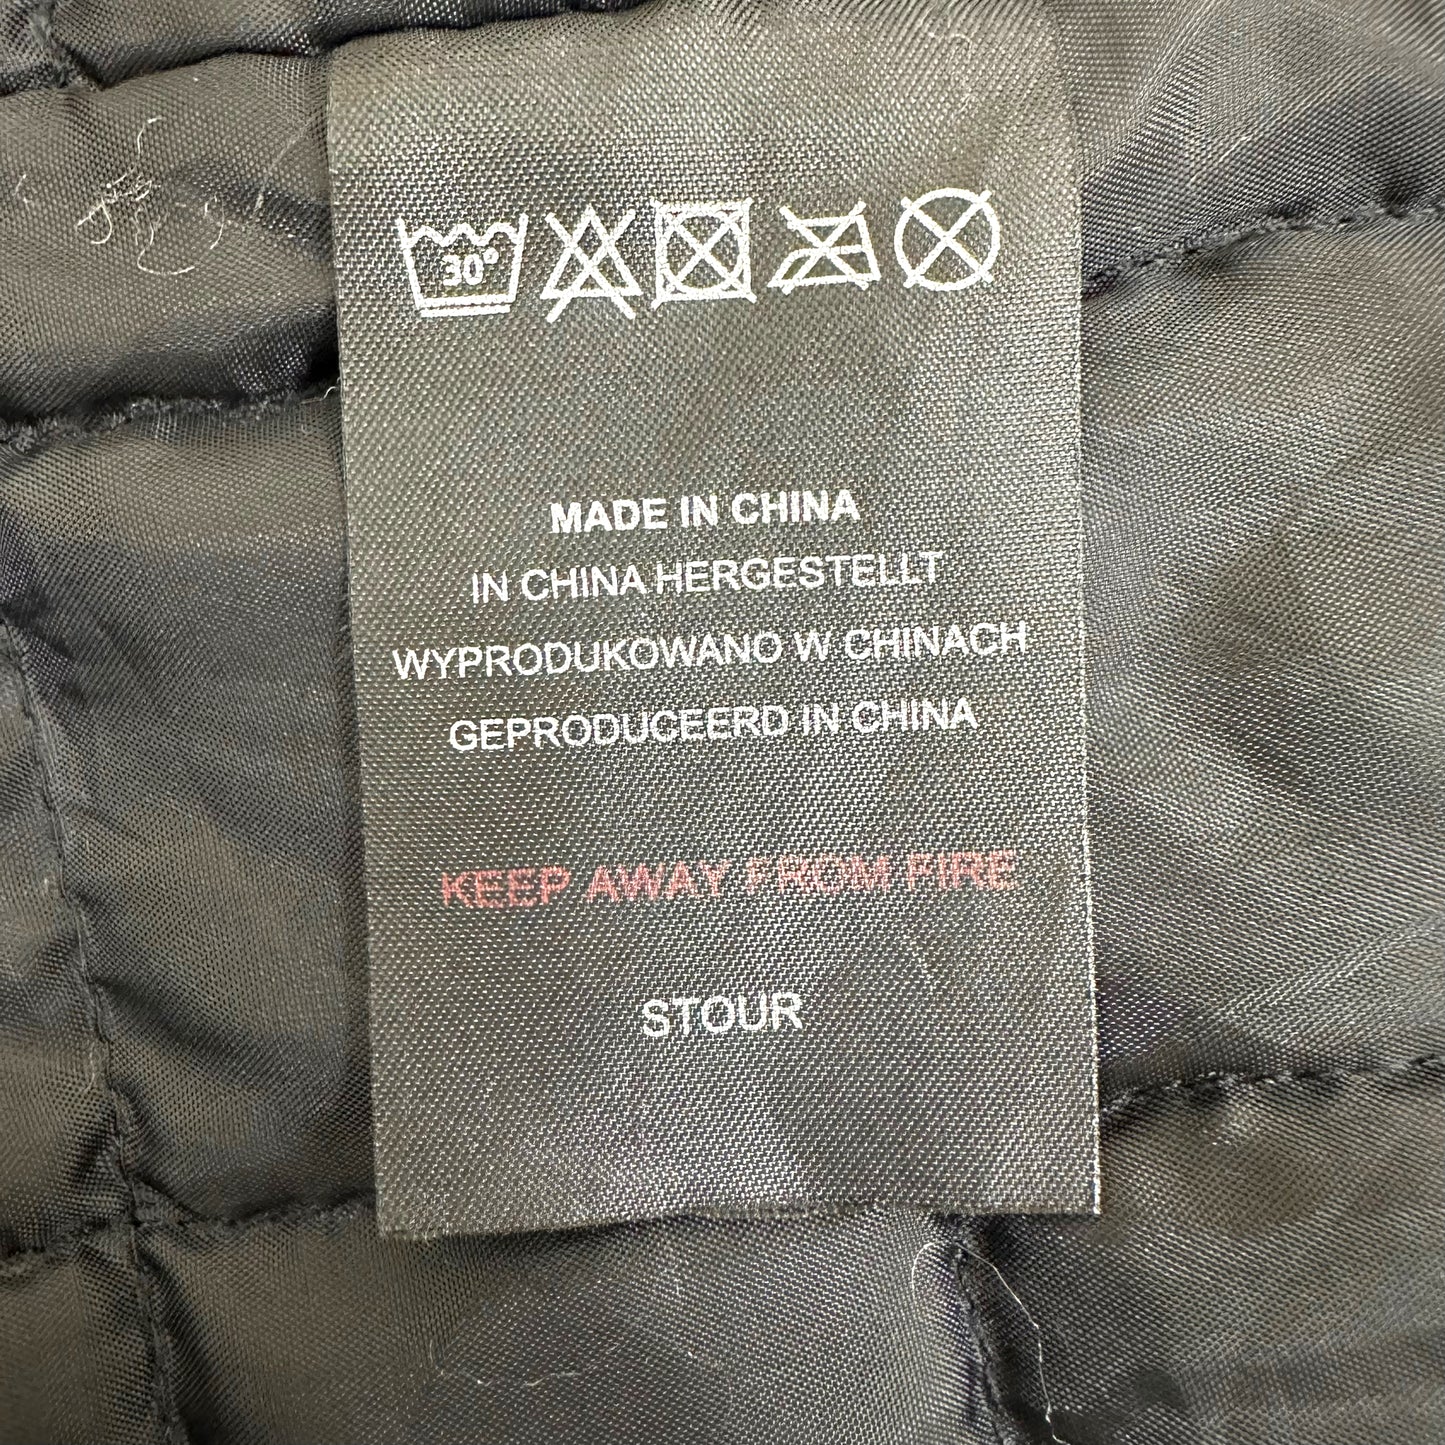 30°
MADE IN CHINA
IN CHINA HERGESTELLT
WYPRODUKOWANO W CHINACH
GEPRODUCEERD IN CHINA
KEEP AWAY FROM FIRE
STOUR